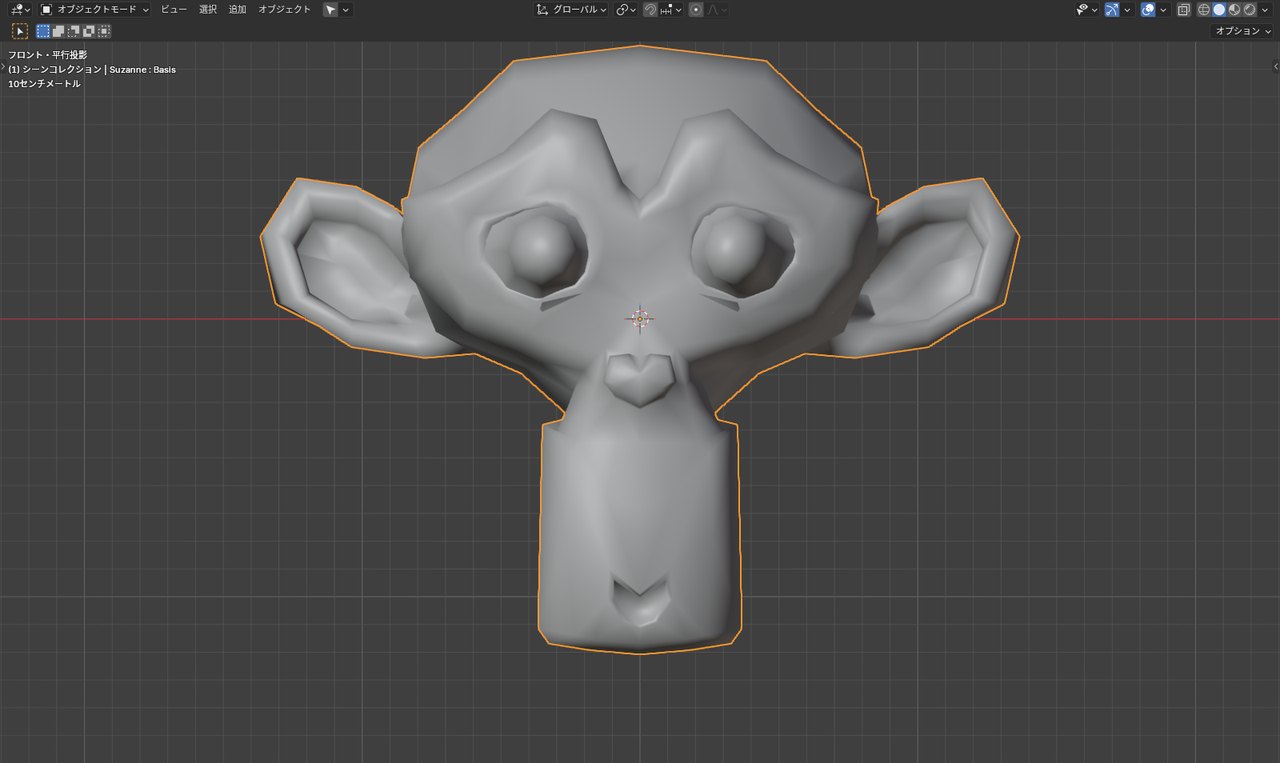 オブジェクトモード ビュー 選択 追加 オブジェクト グローバル
オプション
フロント・平行投影
(1) シーンコレクション | Suzanne : Basis
10センチメートル